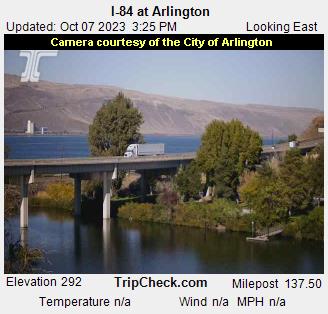 I-84 at Arlington
Updated: Oct 07 2023 3:25 PM Looking East
Camera courtesy of the City of Arlington
Elevation 292 TripCheck.com Milepost 137.50
Temperature n/a Wind n/a MPH n/a